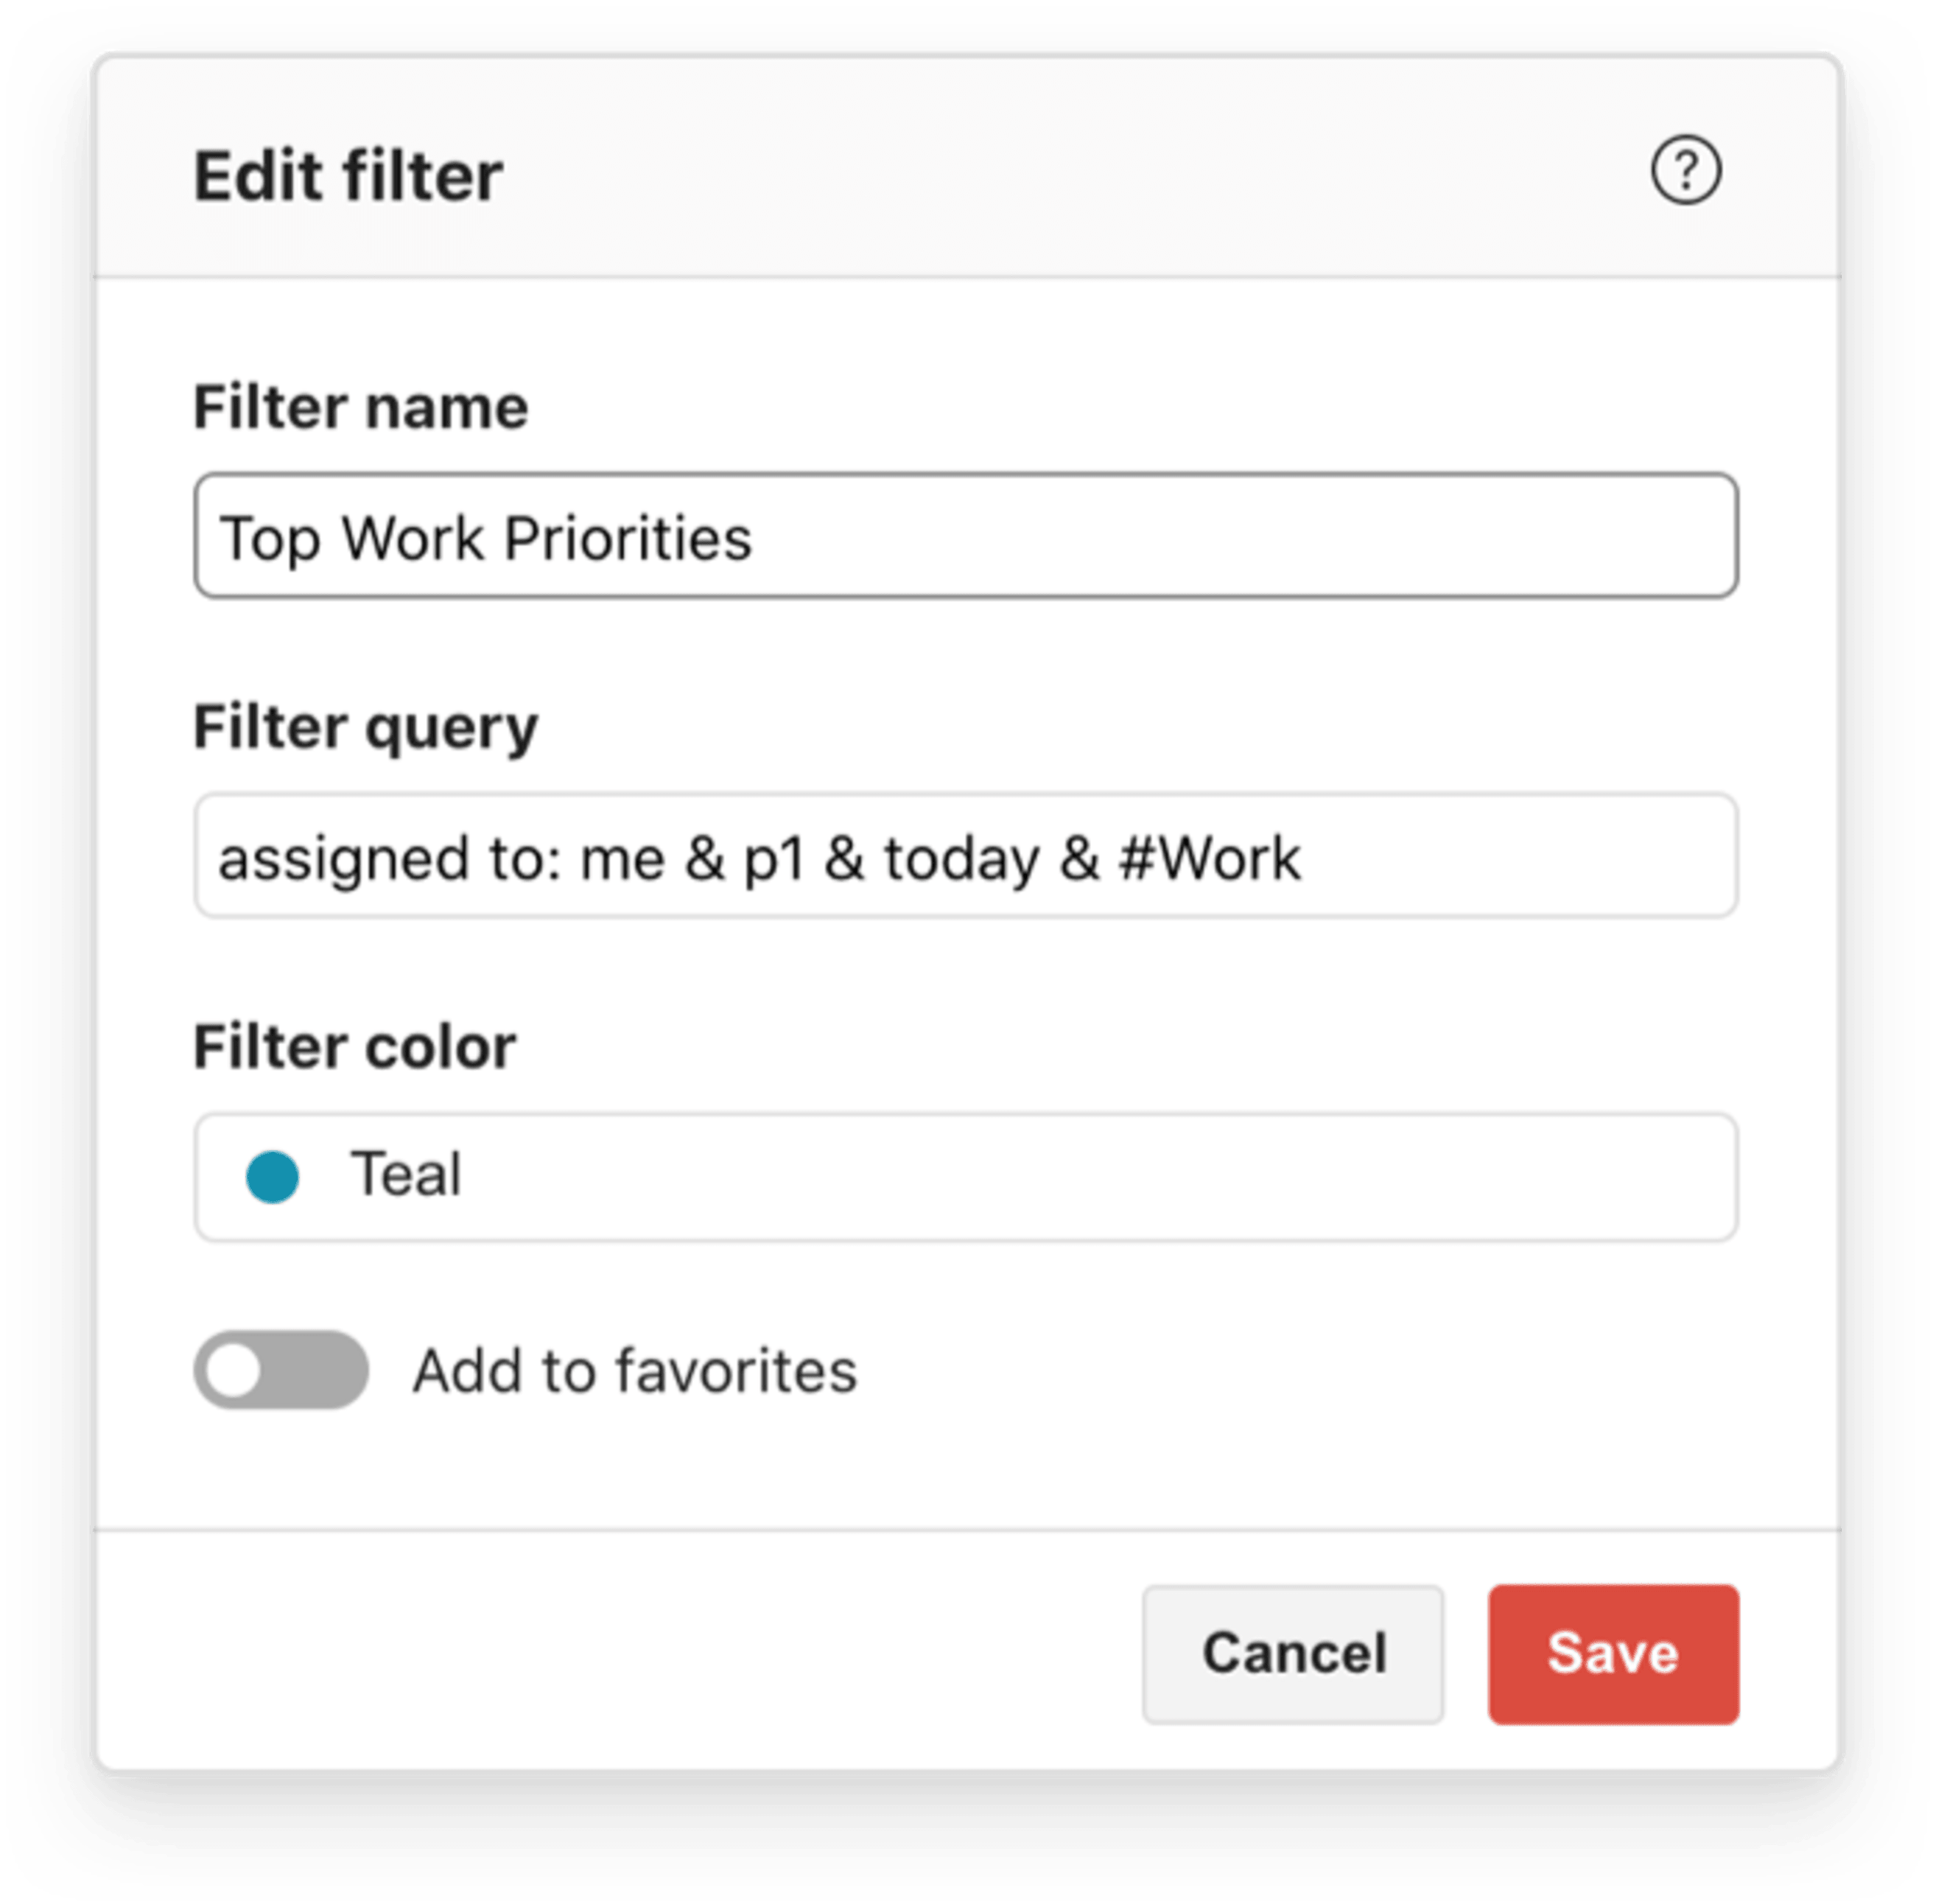 Edit filter
?
Filter name
Top Work Priorities
Filter query
assigned to: me & p1 & today & #Work
Filter color
Teal
Add to favorites
Cancel
Save